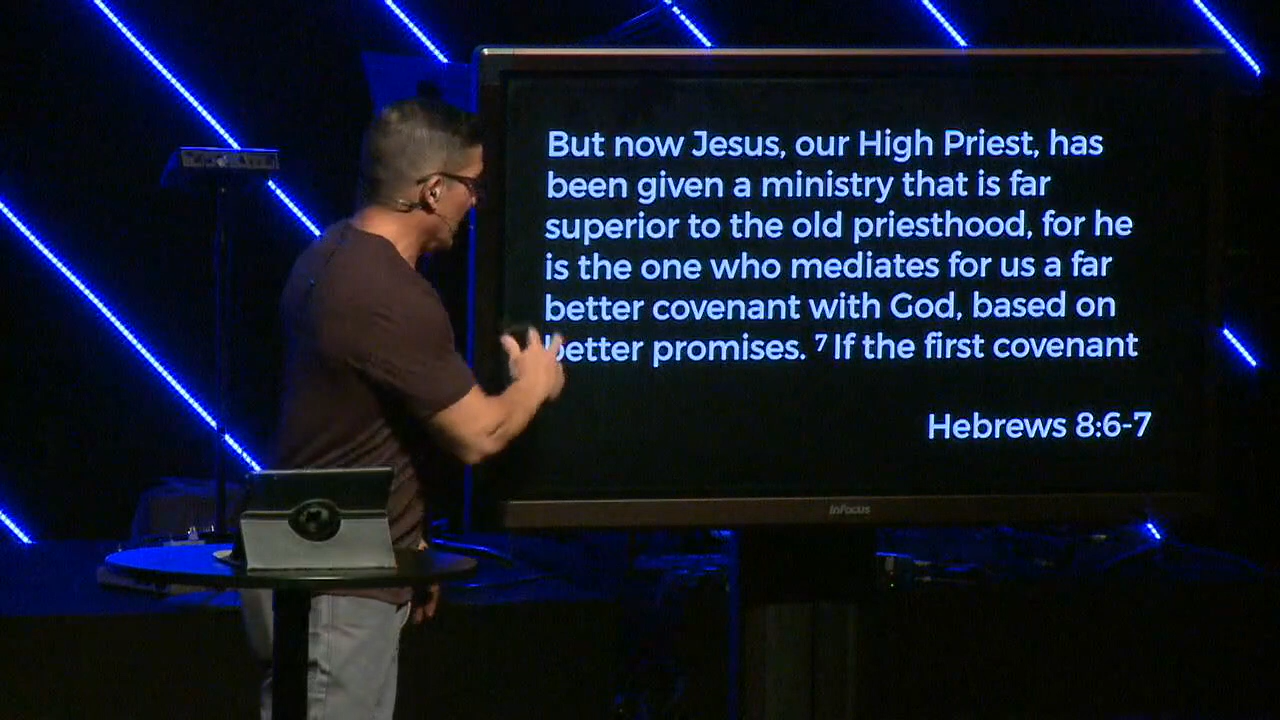 But now Jesus, our High Priest, has
been given a ministry that is far
superior to the old priesthood, for he
is the one who mediates for us a far
better covenant with God, based on
better promises. ⁷ If the first covenant
Hebrews 8:6-7
InFocus